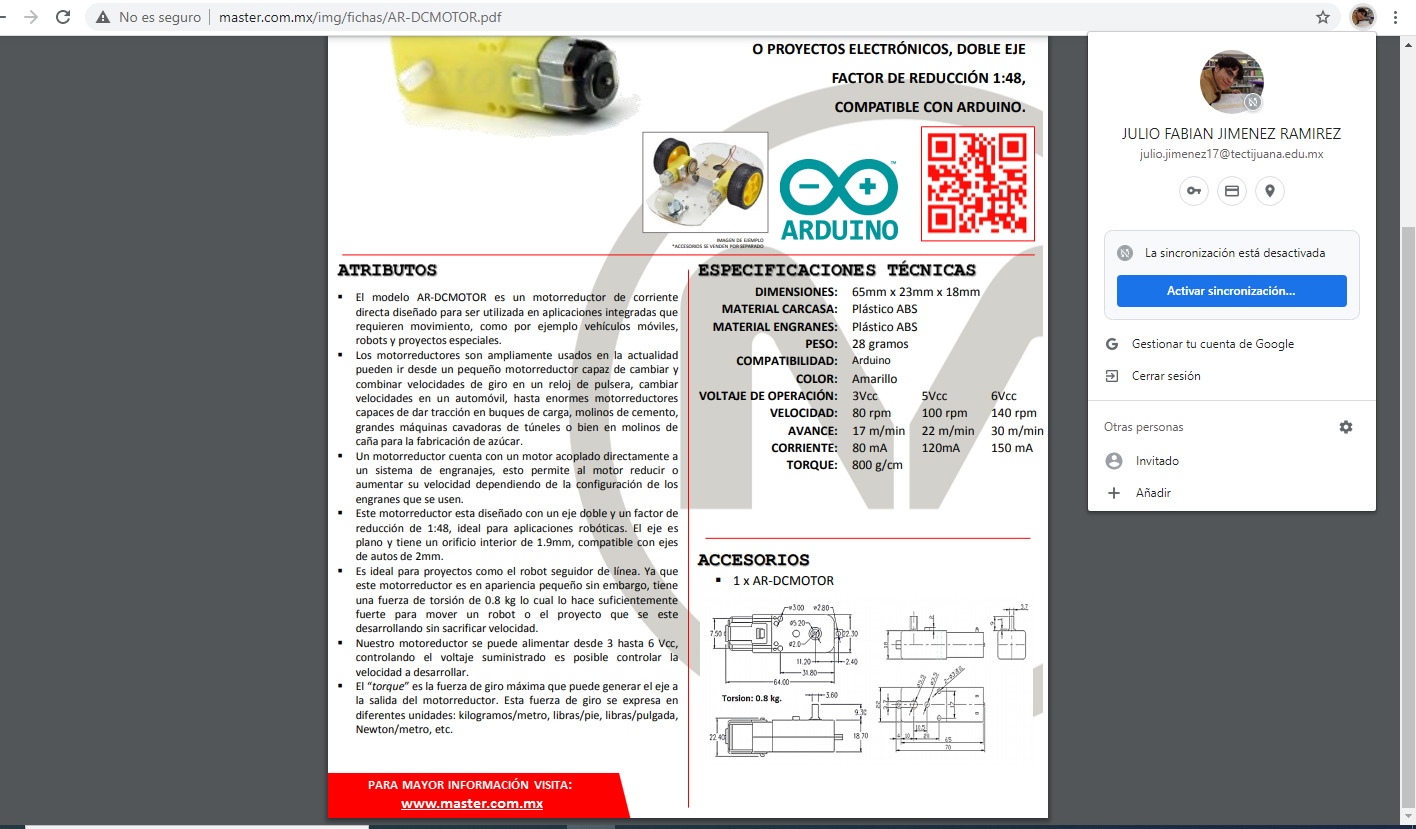 No es seguro | master.com.mx/img/fichas/AR-DCMOTOR.pdf
O PROYECTOS ELECTRÓNICOS, DOBLE EJE
FACTOR DE REDUCCIÓN 1:48,
COMPATIBLE CON ARDUINO.
ARDUINO
TM
IMAGEN DE EJEMPLO
*ACCESORIOS SE VENDEN POR SEPARADO
ATRIBUTOS
▪ El modelo AR-DCMOTOR es un motorreductor de corriente
directa diseñado para ser utilizada en aplicaciones integradas que
requieren movimiento, como por ejemplo vehículos móviles,
robots y proyectos especiales.
▪ Los motorreductores son ampliamente usados en la actualidad
pueden ir desde un pequeño motorreductor capaz de cambiar y
combinar velocidades de giro en un reloj de pulsera, cambiar
velocidades en un automóvil, hasta enormes motorreductores
capaces de dar tracción en buques de carga, molinos de cemento,
grandes máquinas cavadoras de túneles o bien en molinos de
caña para la fabricación de azúcar.
▪ Un motorreductor cuenta con un motor acoplado directamente a
un sistema de engranajes, esto permite al motor reducir o
aumentar su velocidad dependiendo de la configuración de los
engranes que se usen.
▪ Este motorreductor esta diseñado con un eje doble y un factor de
reducción de 1:48, ideal para aplicaciones robóticas. El eje es
plano y tiene un orificio interior de 1.9mm, compatible con ejes
de autos de 2mm.
▪ Es ideal para proyectos como el robot seguidor de línea. Ya que
este motorreductor es en apariencia pequeño sin embargo, tiene
una fuerza de torsión de 0.8 kg lo cual lo hace suficientemente
fuerte para mover un robot o el proyecto que se este
desarrollando sin sacrificar velocidad.
▪ Nuestro motoreductor se puede alimentar desde 3 hasta 6 Vcc,
controlando el voltaje suministrado es posible controlar la
velocidad a desarrollar.
▪ El “torque” es la fuerza de giro máxima que puede generar el eje a
la salida del motorreductor. Esta fuerza de giro se expresa en
diferentes unidades: kilogramos/metro, libras/pie, libras/pulgada,
Newton/metro, etc.
PARA MAYOR INFORMACIÓN VISITA:
www.master.com.mx
ESPECIFICACIONES TÉCNICAS
DIMENSIONES: 65mm x 23mm x 18mm
MATERIAL CARCASA: Plástico ABS
MATERIAL ENGRANES: Plástico ABS
PESO: 28 gramos
COMPATIBILIDAD: Arduino
COLOR: Amarillo
VOLTAJE DE OPERACIÓN: 3Vcc 5Vcc 6Vcc
VELOCIDAD: 80 rpm 100 rpm 140 rpm
AVANCE: 17 m/min 22 m/min 30 m/min
CORRIENTE: 80 mA 120mA 150 mA
TORQUE: 800 g/cm
ACCESORIOS
▪ 1 x AR-DCMOTOR
ø3.00 ø2.80
ø5.20
7.50 22.30
ø2.0
11.20 2.40
31.80
64.00
Torsion: 0.8 kg.
3.60
9.30
22.40 18.70
3.7
10.5
65
70
JULIO FABIAN JIMENEZ RAMIREZ
julio.jimenez17@tectijuana.edu.mx
La sincronización está desactivada
Activar sincronización...
G Gestionar tu cuenta de Google
Cerrar sesión
Otras personas
Invitado
Añadir